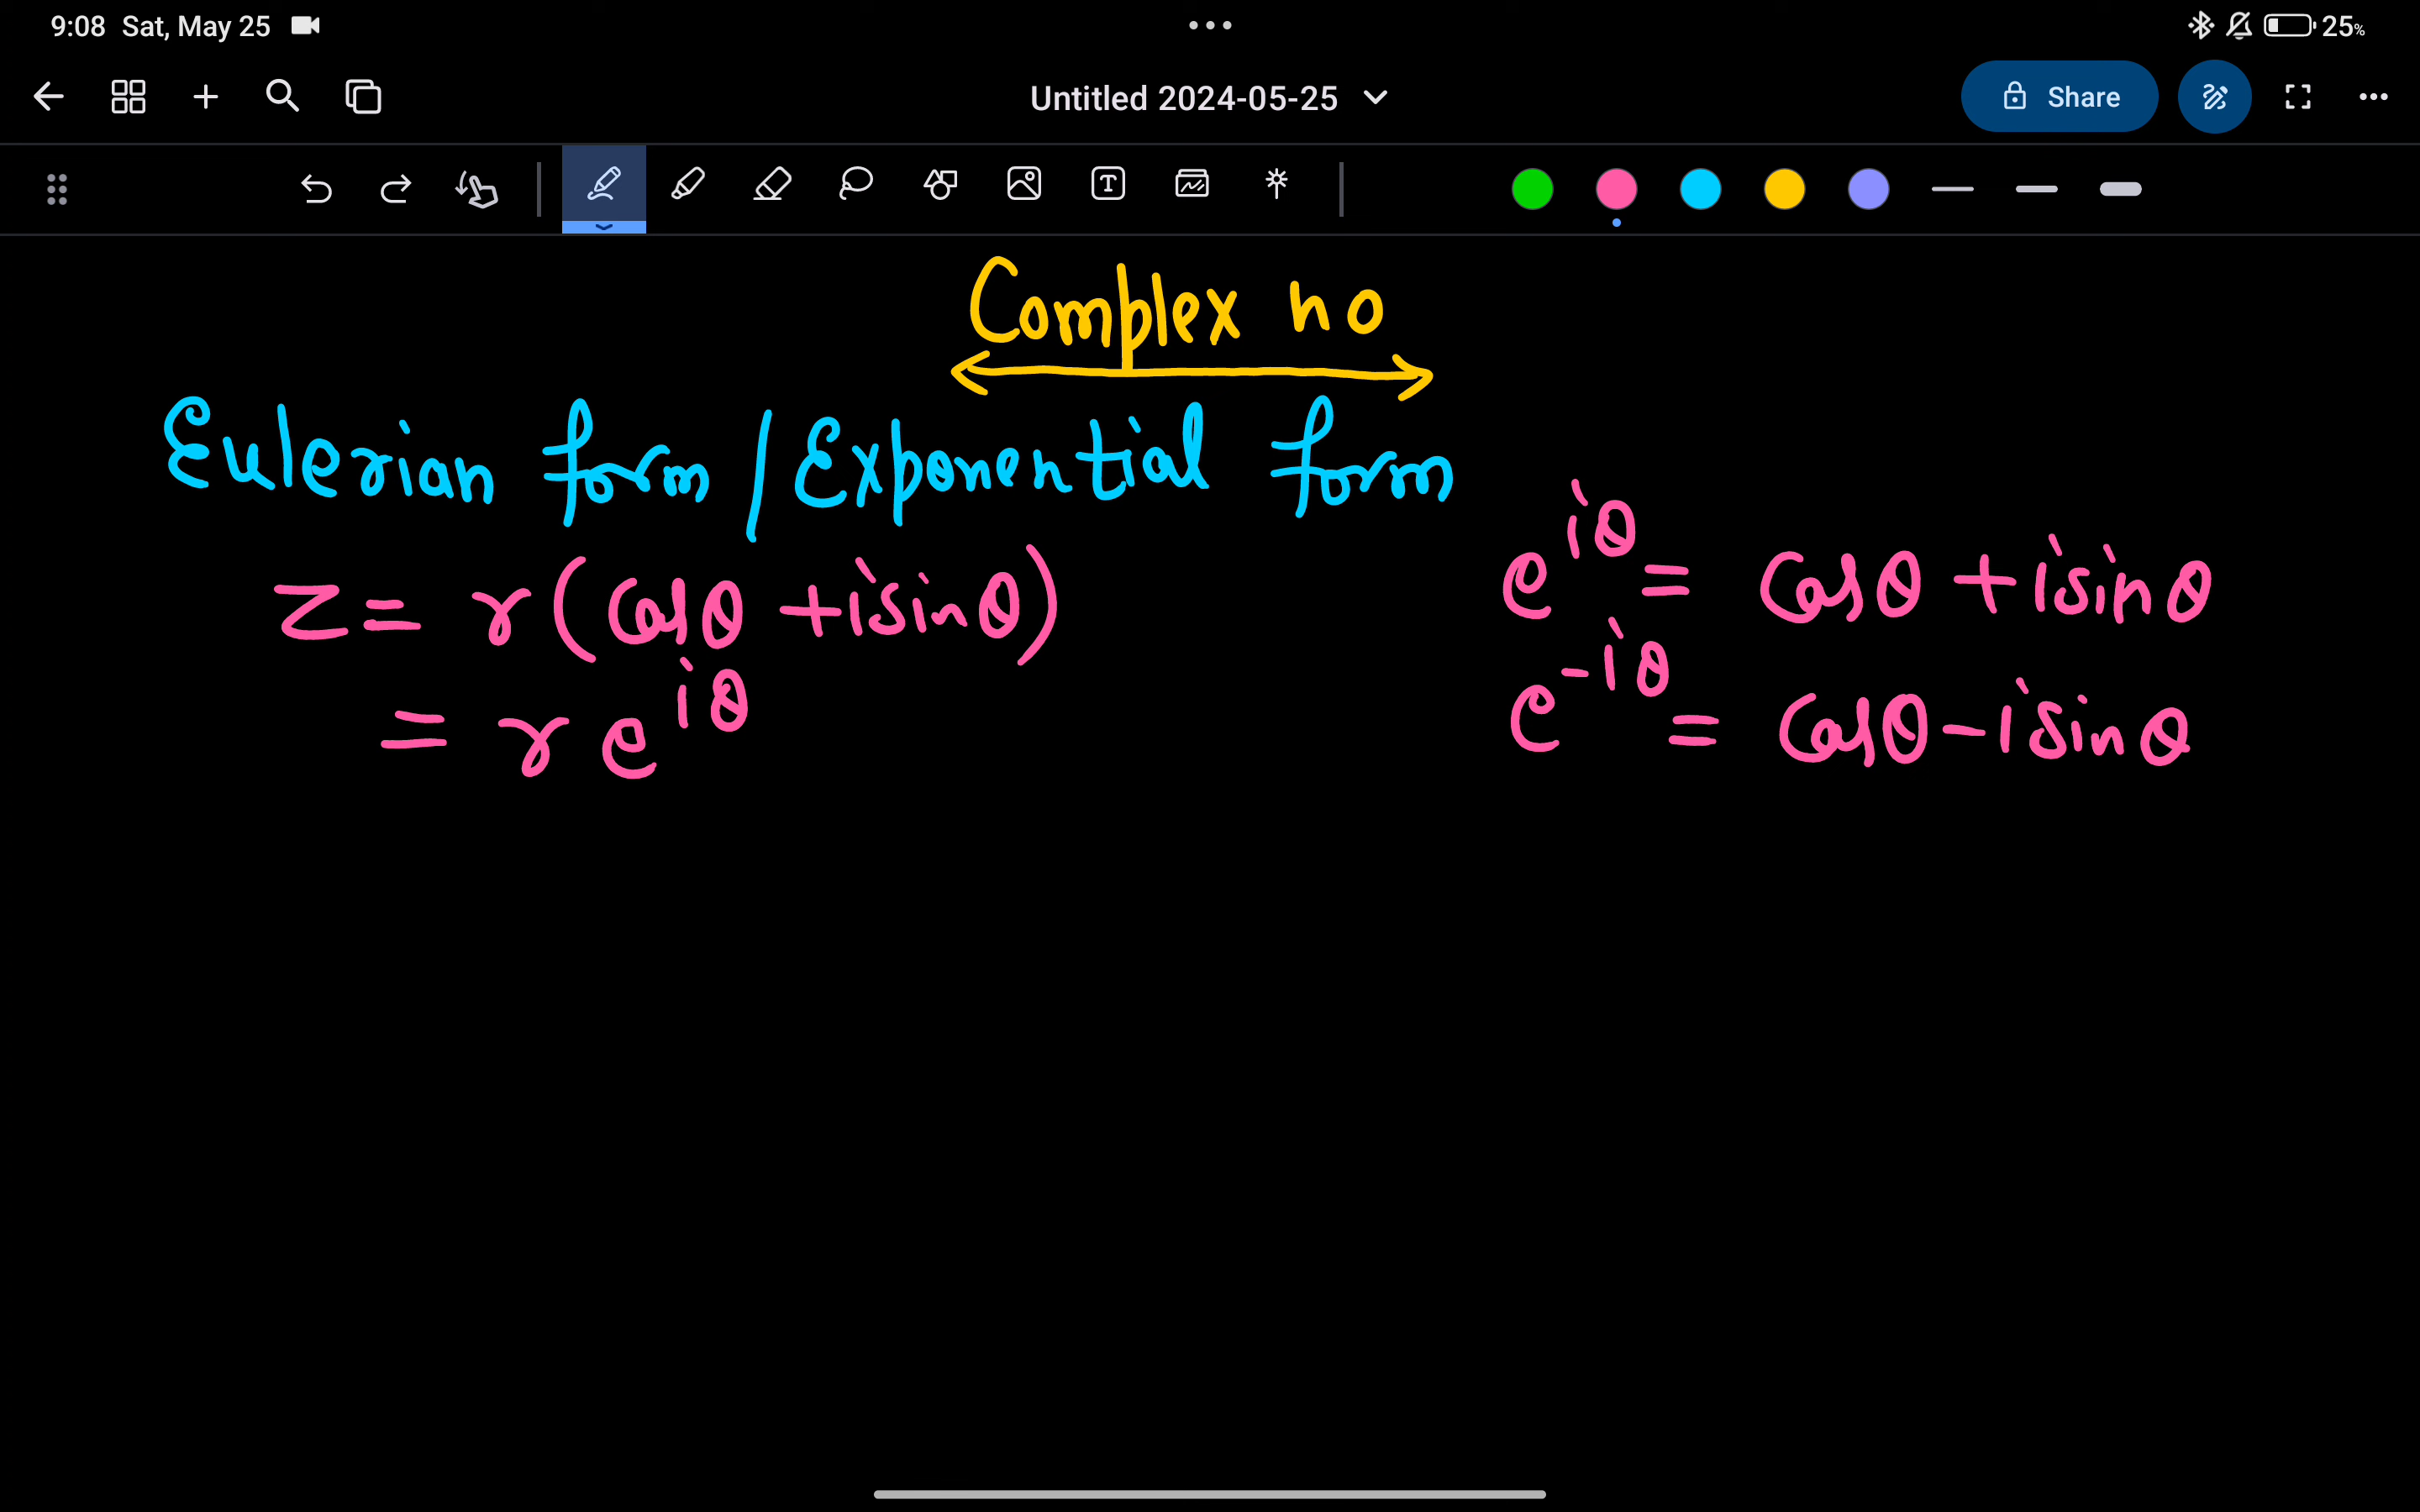 9:08 Sat, May 25 25%
Untitled 2024-05-25 Share
Complex no
Eulerian form / Exponential form
z = r(cosθ + isinθ) e^{iθ} = cosθ + isinθ
= r e^{iθ} e^{-iθ} = cosθ - isinθ